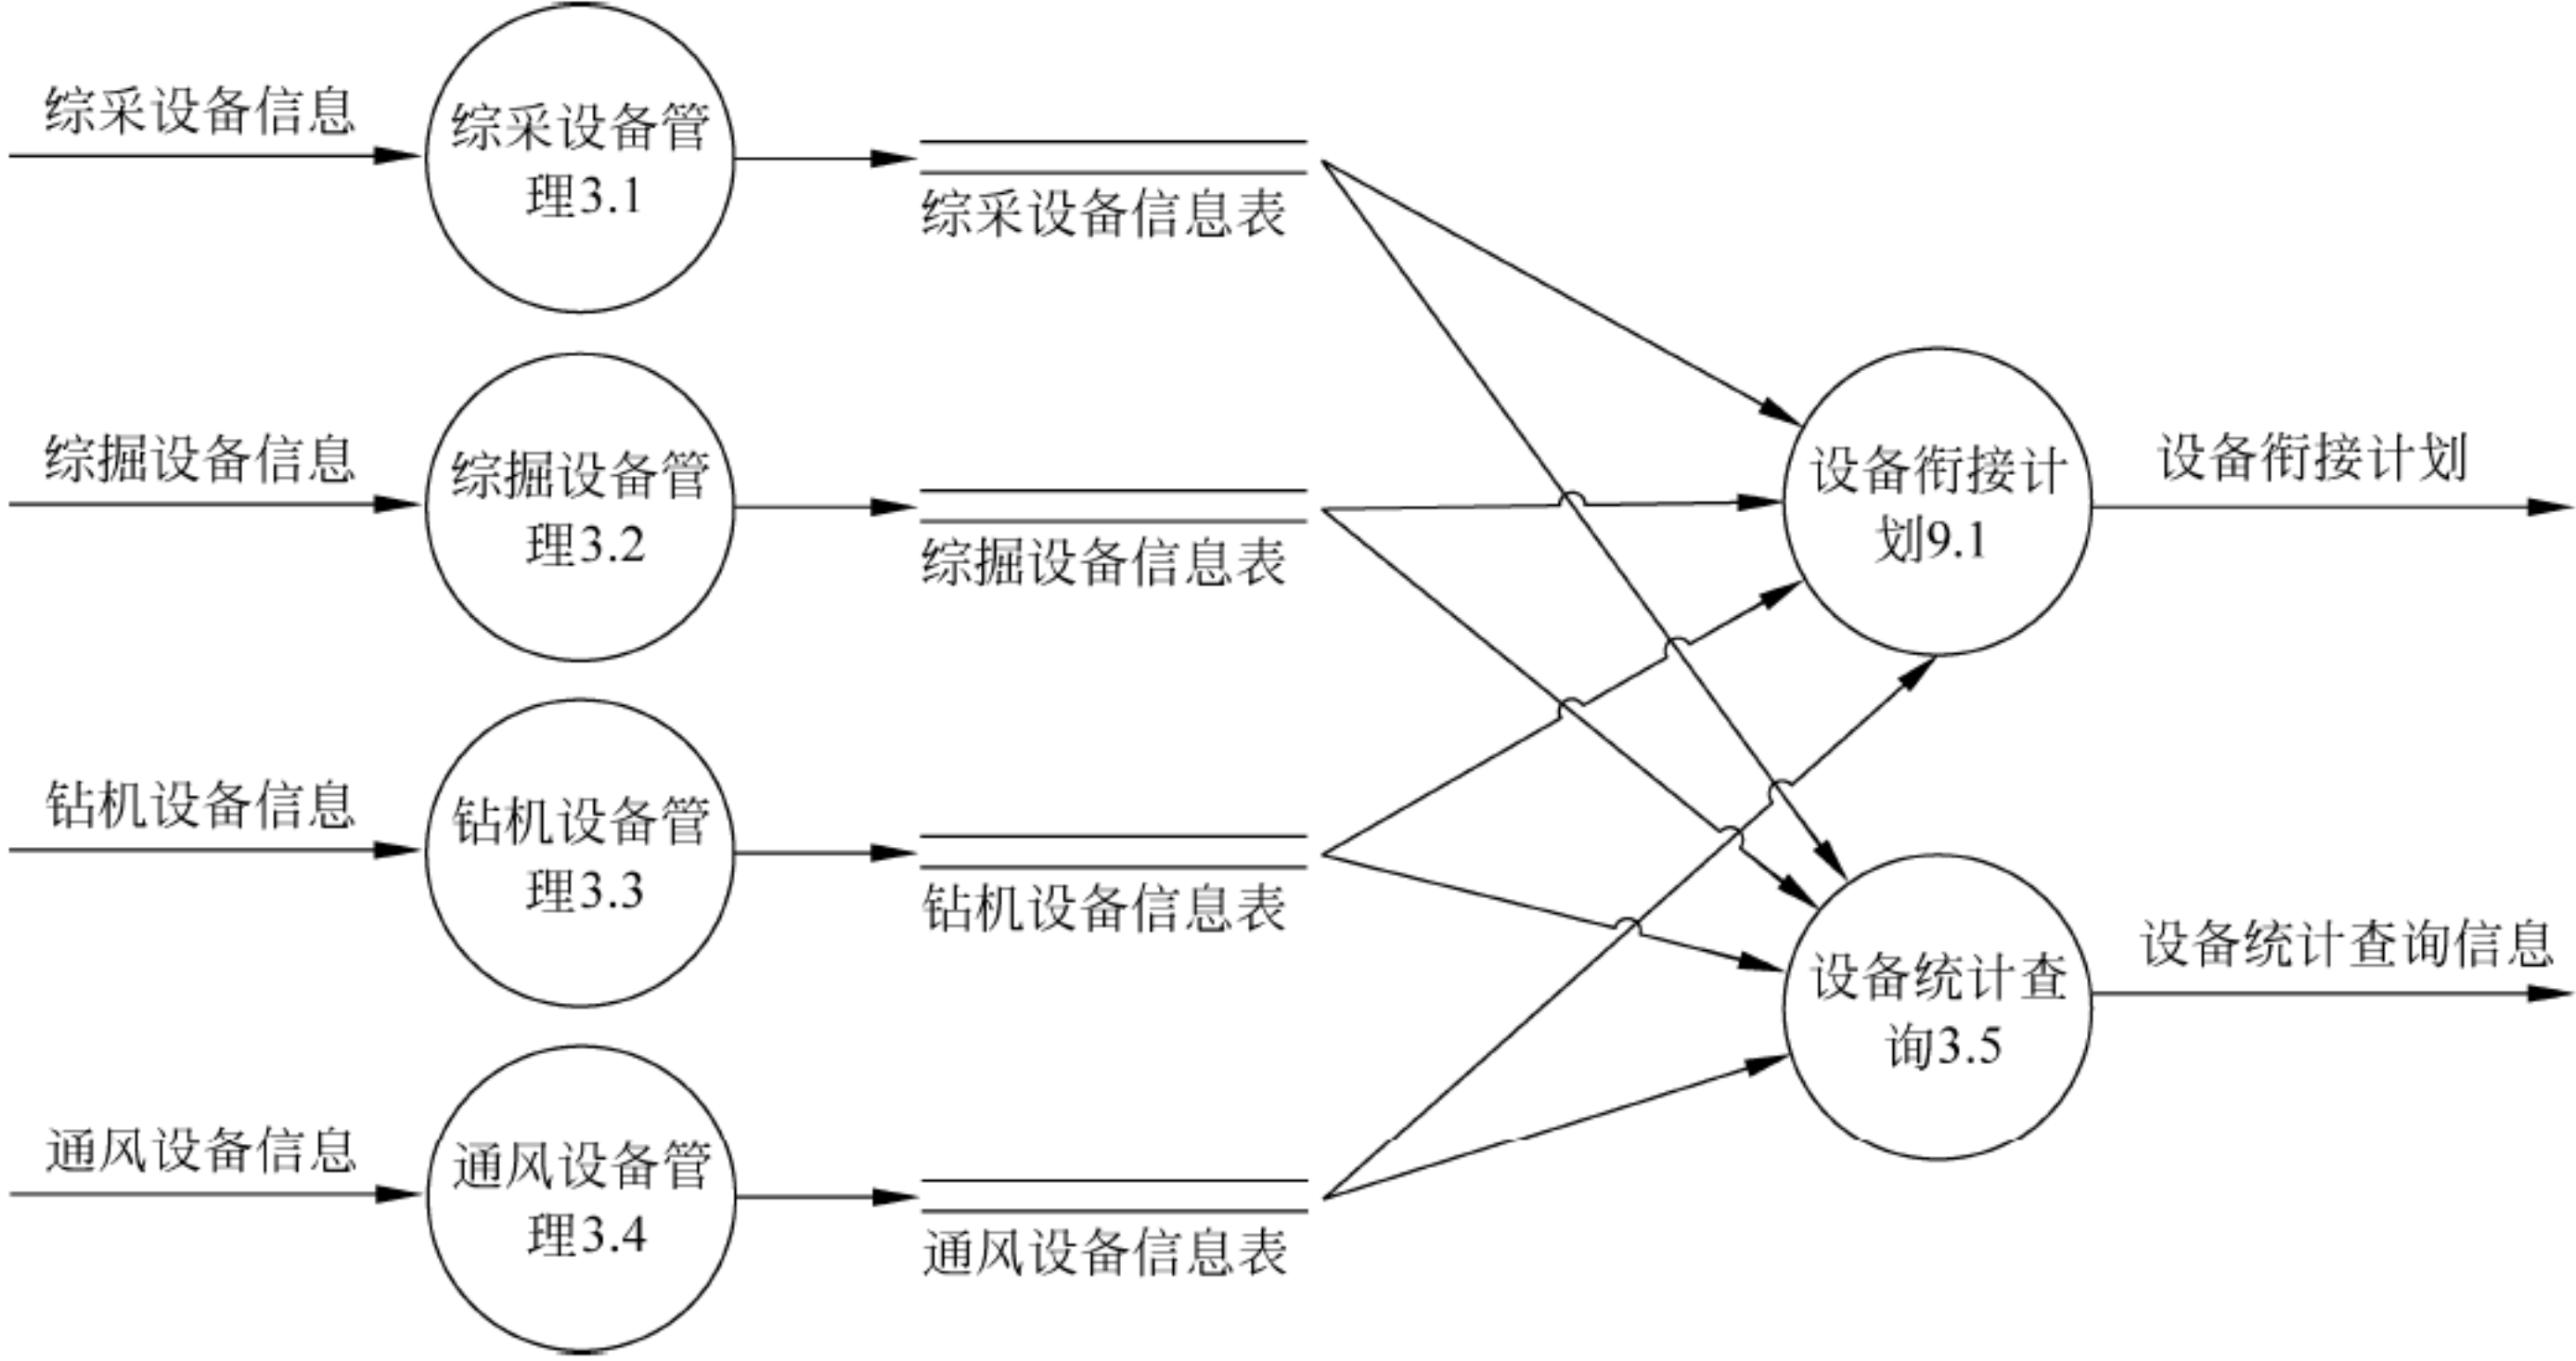 综采设备信息
综采设备管
理3.1
综采设备信息表
综掘设备信息
综掘设备管
理3.2
综掘设备信息表
设备衔接计
划9.1
设备衔接计划
钻机设备信息
钻机设备管
理3.3
钻机设备信息表
设备统计查
询3.5
设备统计查询信息
通风设备信息
通风设备管
理3.4
通风设备信息表